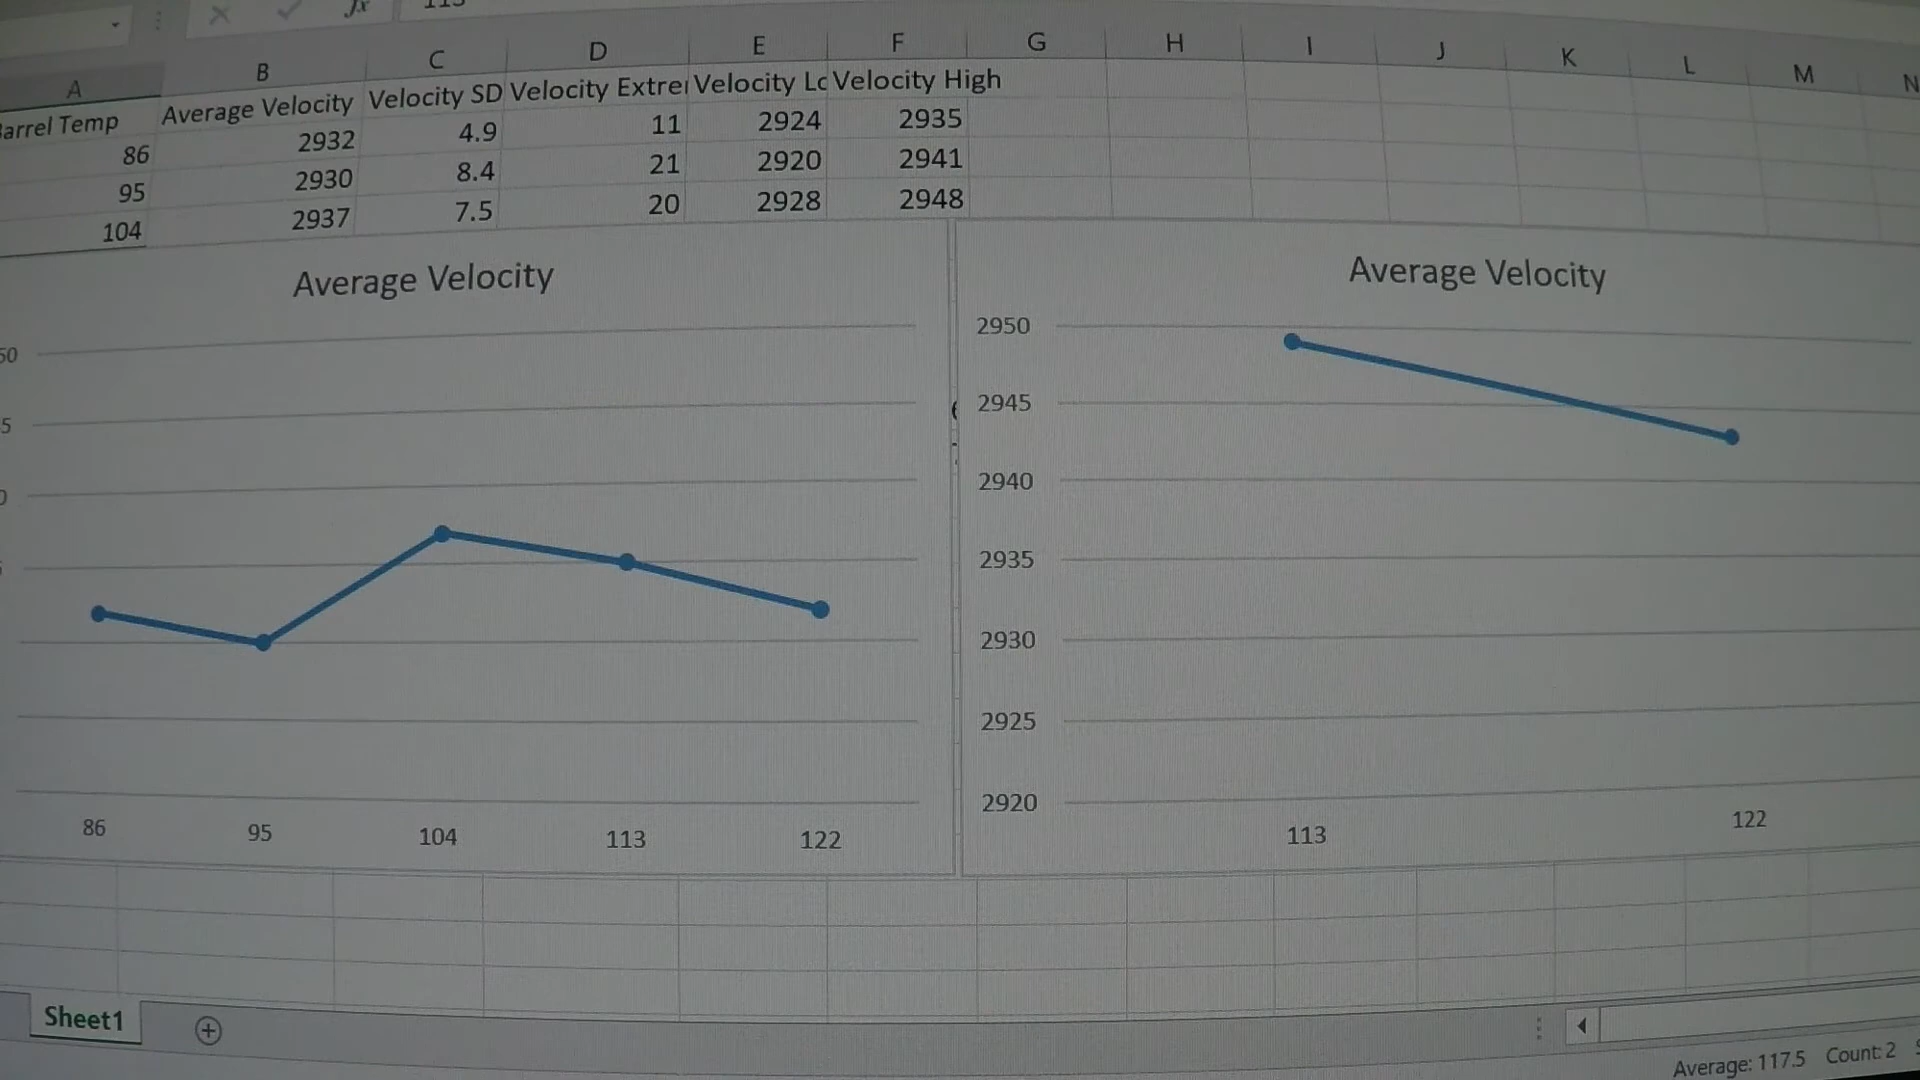 A B C D E F G H I J K L M N
Barrel Temp Average Velocity Velocity SD Velocity Extrei Velocity Lc Velocity High
86 2932 4.9 11 2924 2935
95 2930 8.4 21 2920 2941
104 2937 7.5 20 2928 2948
Average Velocity
86 95 104 113 122
Average Velocity
2950
2945
2940
2935
2930
2925
2920
113 122
Sheet1
Average: 117.5 Count: 2